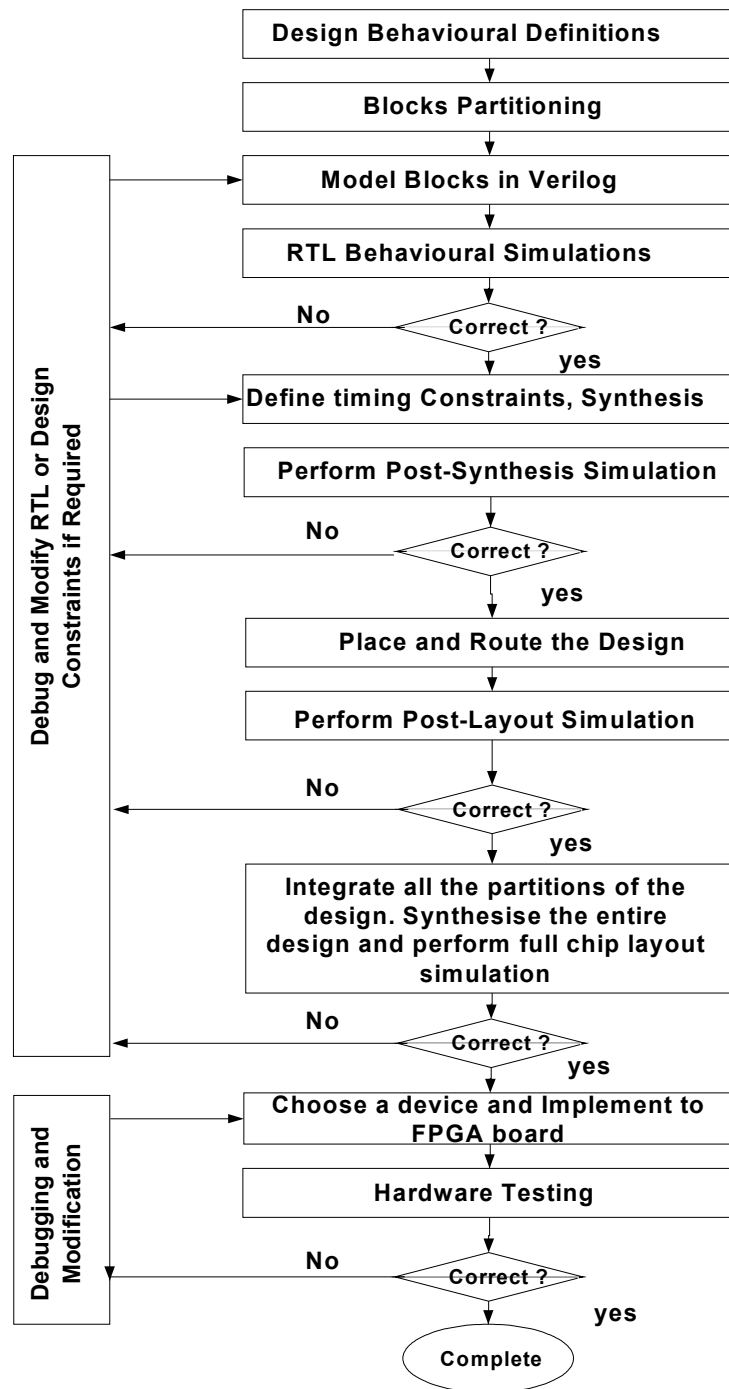 Design Behavioural Definitions
Blocks Partitioning
Model Blocks in Verilog
RTL Behavioural Simulations
No
Correct ?
yes
Define timing Constraints, Synthesis
Perform Post-Synthesis Simulation
No
Correct ?
yes
Place and Route the Design
Perform Post-Layout Simulation
No
Correct ?
yes
Integrate all the partitions of the
design. Synthesise the entire
design and perform full chip layout
simulation
No
Correct ?
yes
Debug and Modify RTL or Design
Constraints if Required
Choose a device and Implement to
FPGA board
Hardware Testing
No
Correct ?
yes
Debugging and
Modification
Complete